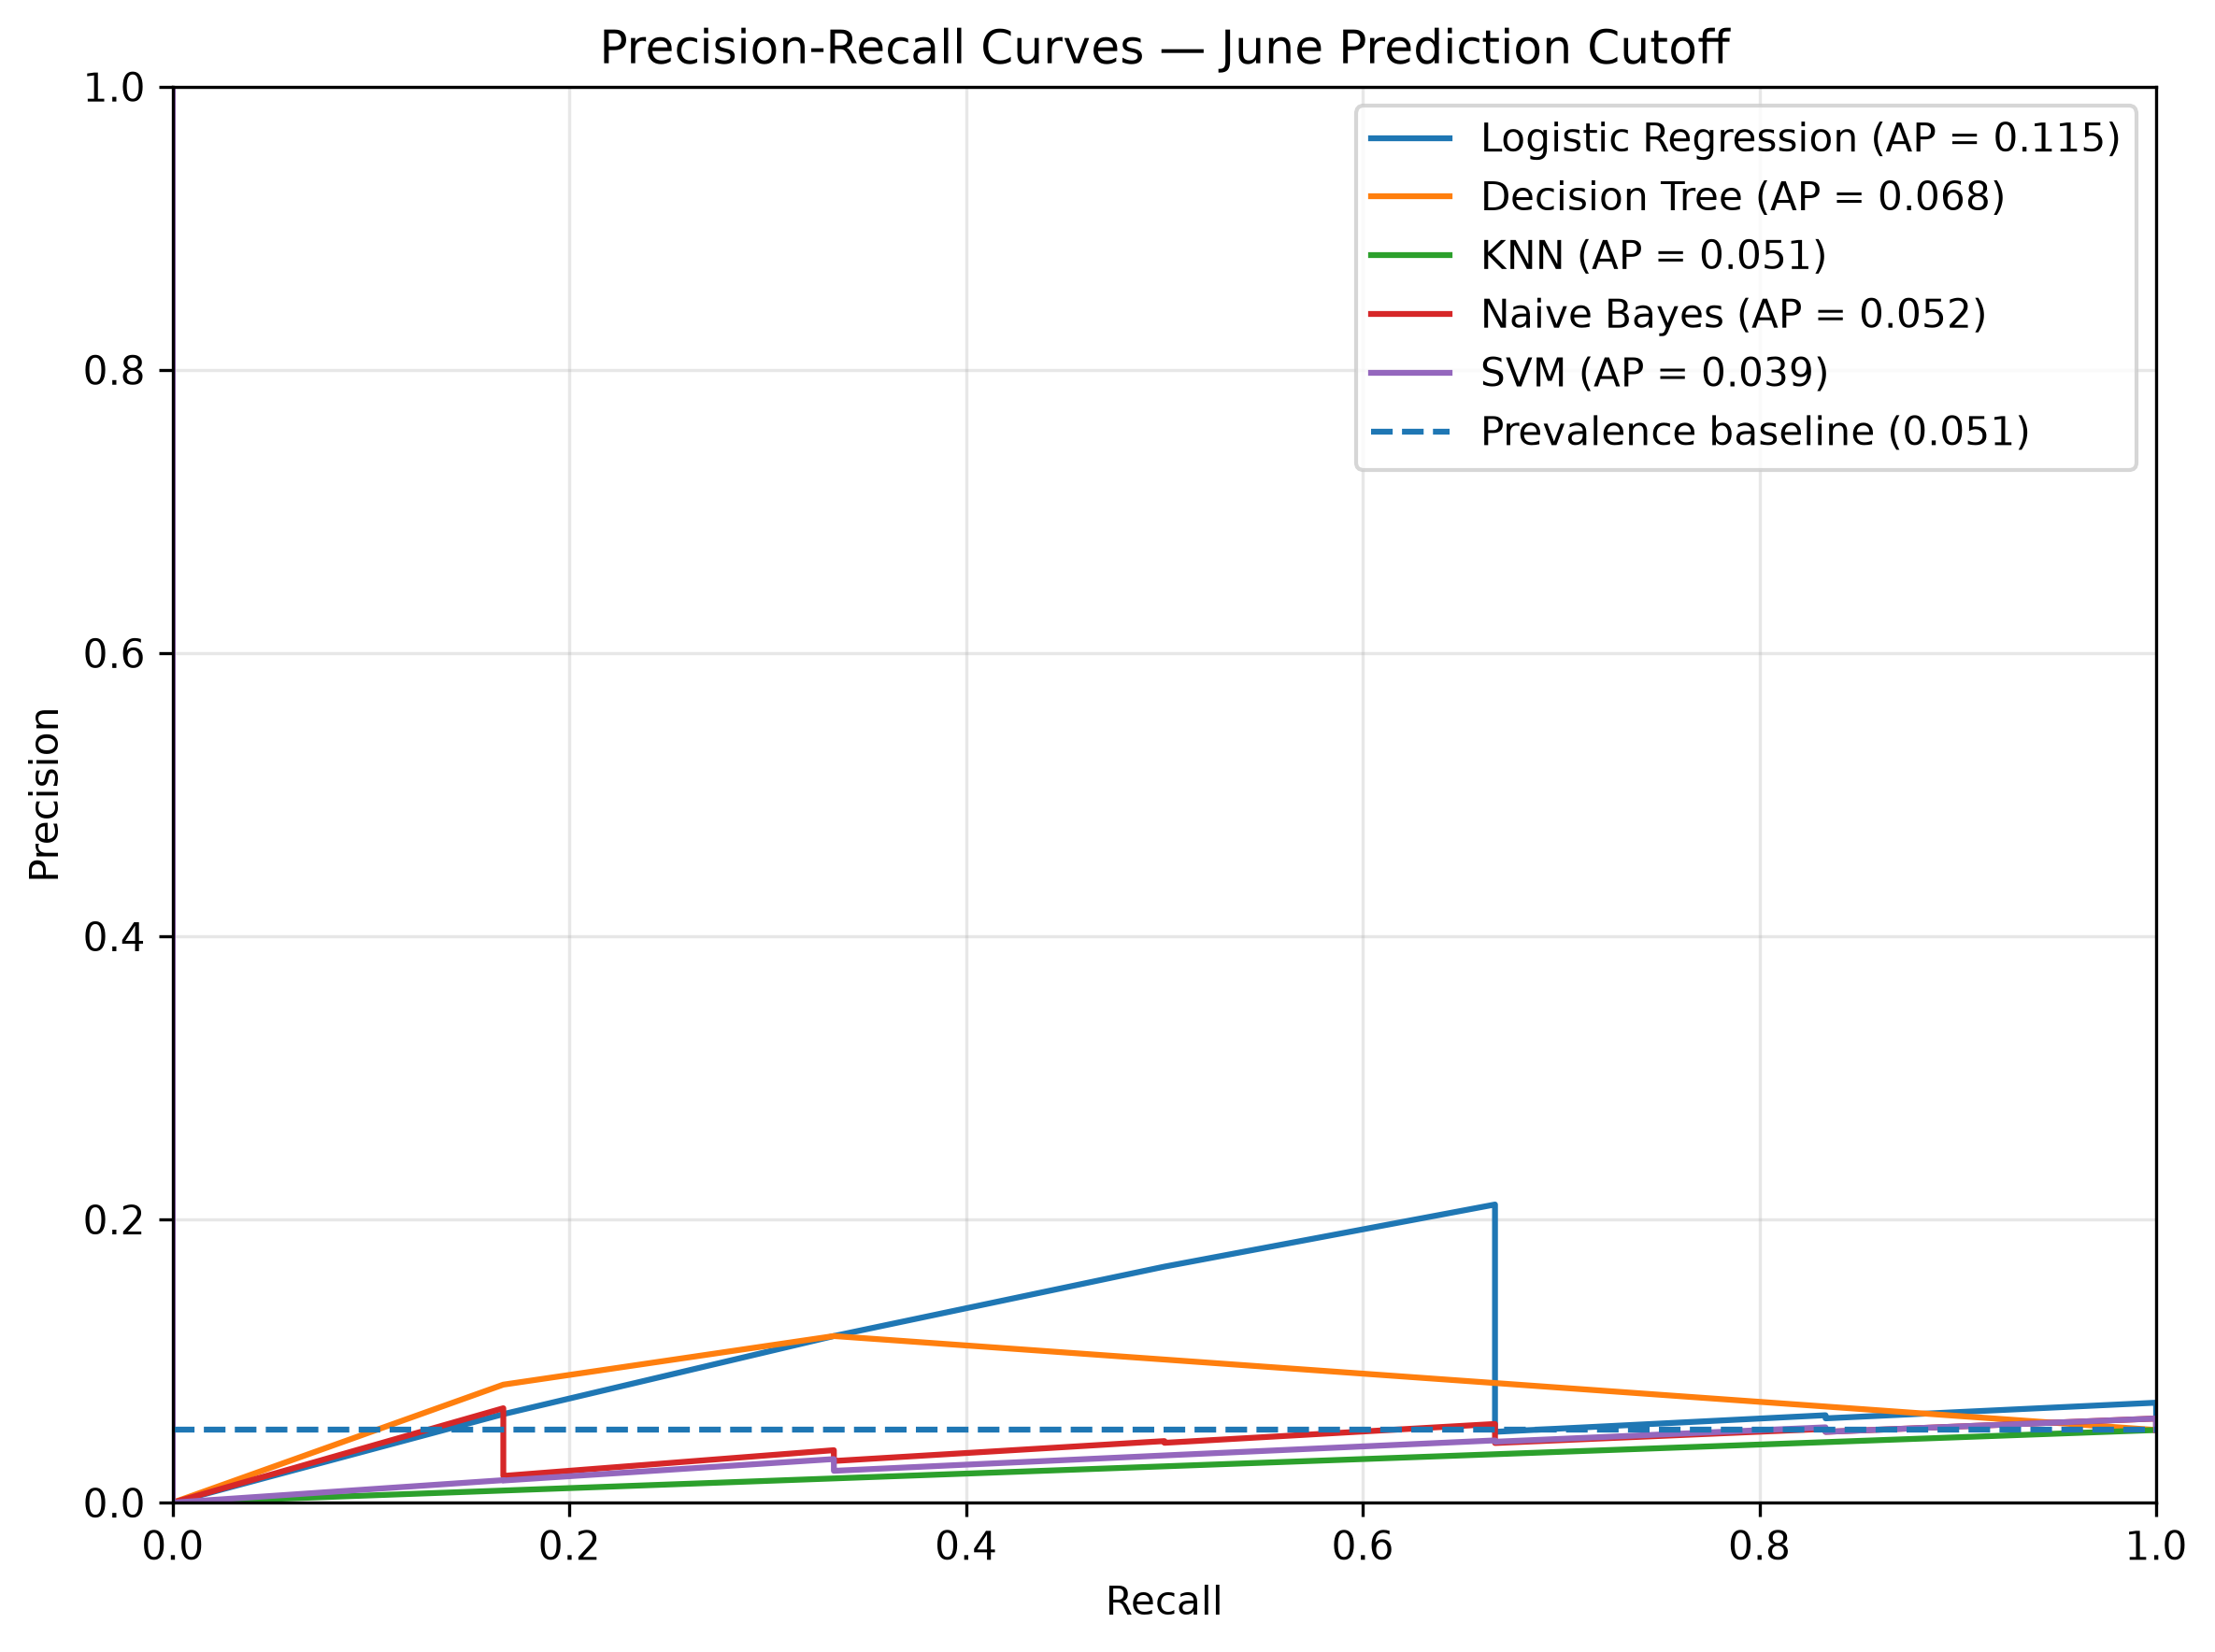 Precision-Recall Curves — June Prediction Cutoff
1.0
0.8
0.6
0.4
0.2
0.0
Precision
Logistic Regression (AP = 0.115)
Decision Tree (AP = 0.068)
KNN (AP = 0.051)
Naive Bayes (AP = 0.052)
SVM (AP = 0.039)
Prevalence baseline (0.051)
0.0 0.2 0.4 0.6 0.8 1.0
Recall